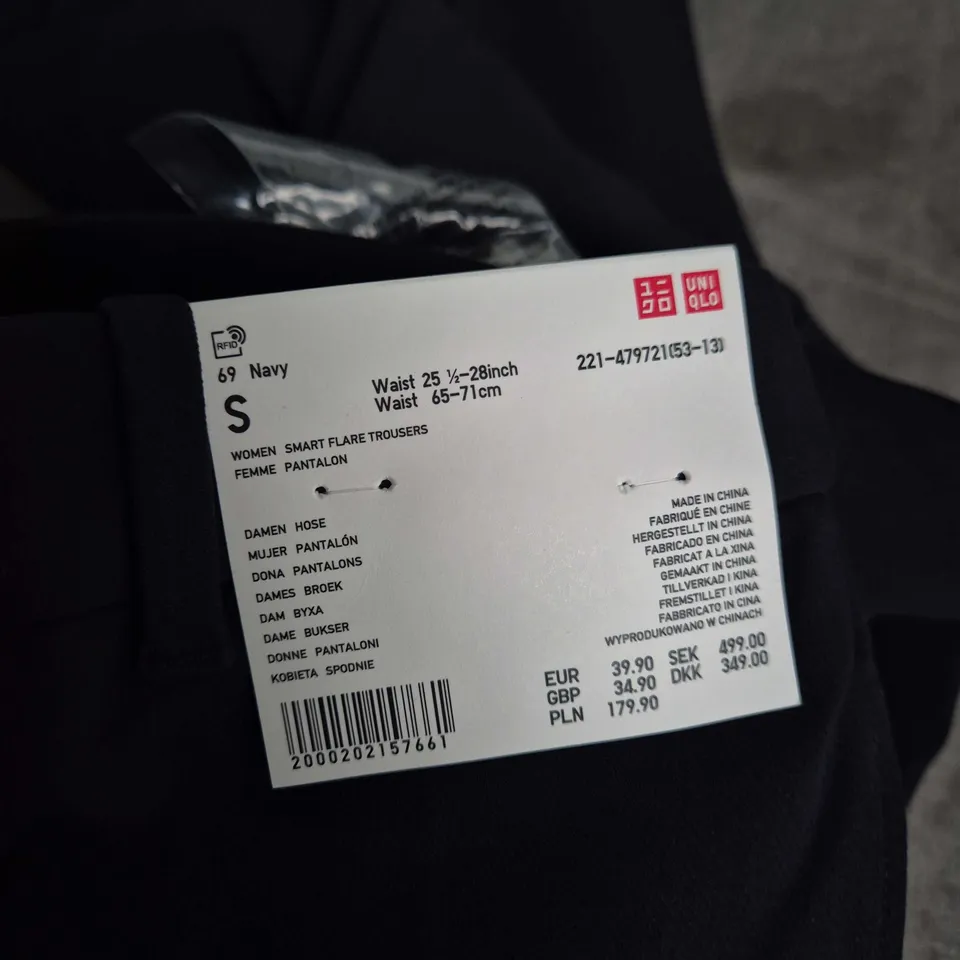 ユニ UNI
クロ QLO
RFID
69 Navy
S
Waist 25 ½-28inch
Waist 65-71cm
221-479721(53-13)
WOMEN SMART FLARE TROUSERS
FEMME PANTALON
DAMEN HOSE
MUJER PANTALÓN
DONA PANTALONS
DAMES BROEK
DAM BYXA
DAME BUKSER
DONNE PANTALONI
KOBIETA SPODNIE
MADE IN CHINA
FABRIQUÉ EN CHINE
HERGESTELLT IN CHINA
FABRICADO EN CHINA
FABRICAT A LA XINA
GEMAAKT IN CHINA
TILLVERKAD I KINA
FREMSTILLET I KINA
FABBRICATO IN CINA
WYPRODUKOWANO W CHINACH
EUR 39.90 SEK 499.00
GBP 34.90 DKK 349.00
PLN 179.90
2000202157661